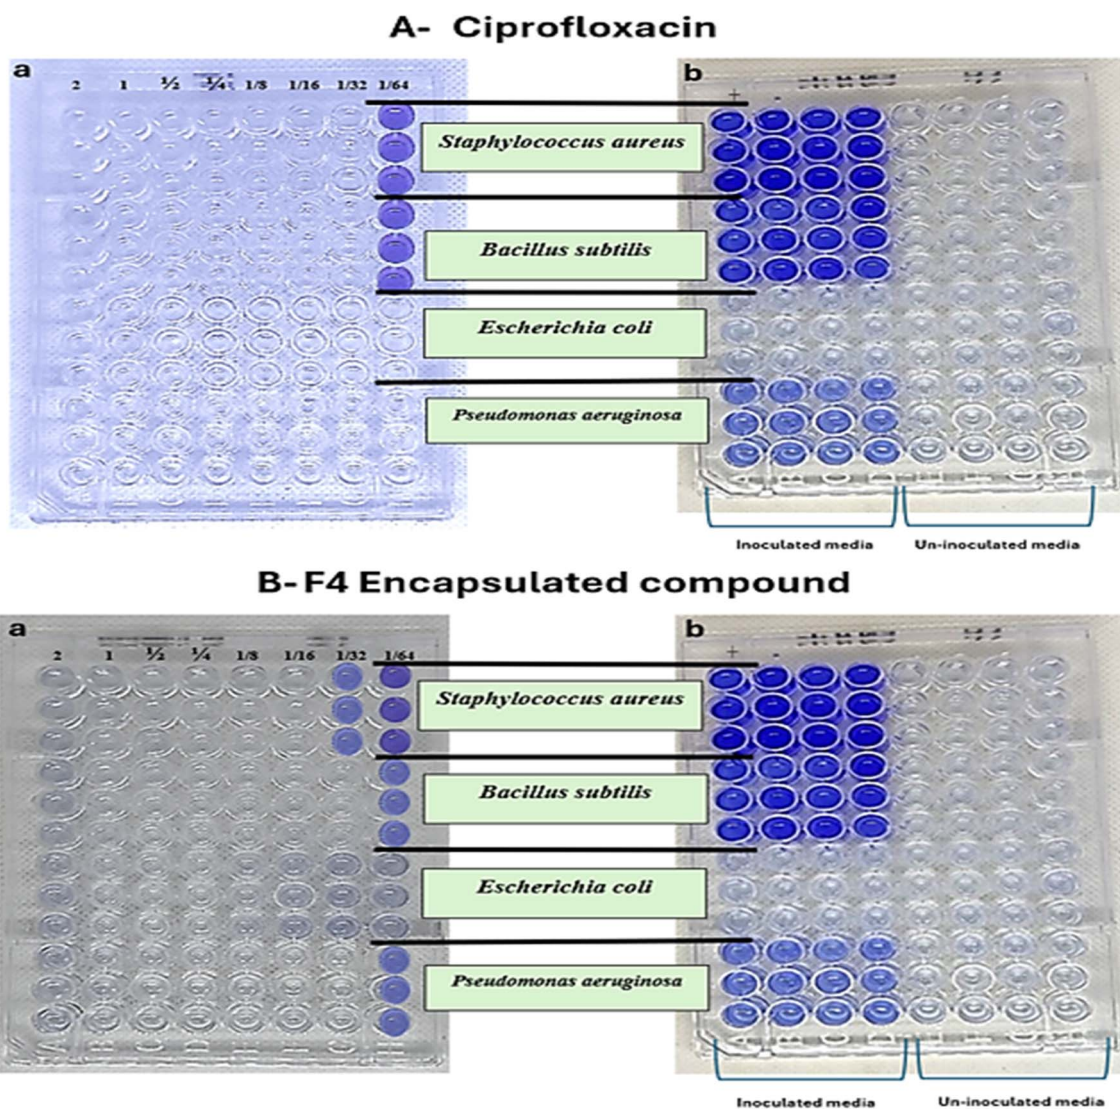 A- Ciprofloxacin
a
2 1 ½ ¼ 1/8 1/16 1/32 1/64
b
+ -
Staphylococcus aureus
Bacillus subtilis
Escherichia coli
Pseudomonas aeruginosa
Inoculated media Un-inoculated media
B- F4 Encapsulated compound
a
2 1 ½ ¼ 1/8 1/16 1/32 1/64
b
+ -
Staphylococcus aureus
Bacillus subtilis
Escherichia coli
Pseudomonas aeruginosa
Inoculated media Un-inoculated media